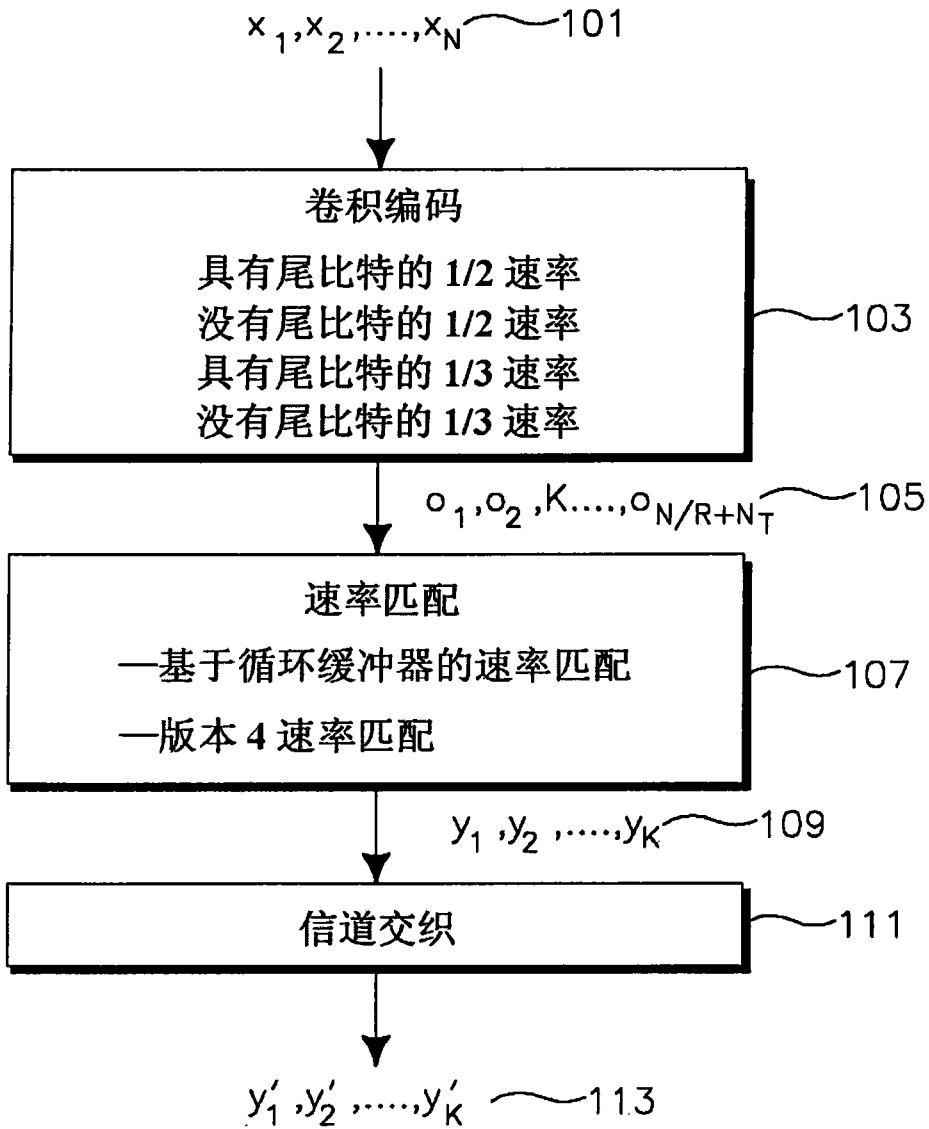 x1,x2,....,xN 101
卷积编码
具有尾比特的 1/2 速率
没有尾比特的 1/2 速率
具有尾比特的 1/3 速率
没有尾比特的 1/3 速率
103
o1,o2,K....,oN/R+NT 105
速率匹配
—基于循环缓冲器的速率匹配
—版本 4 速率匹配
107
y1,y2,....,yK 109
信道交织
111
y′1,y′2,....,y′K 113